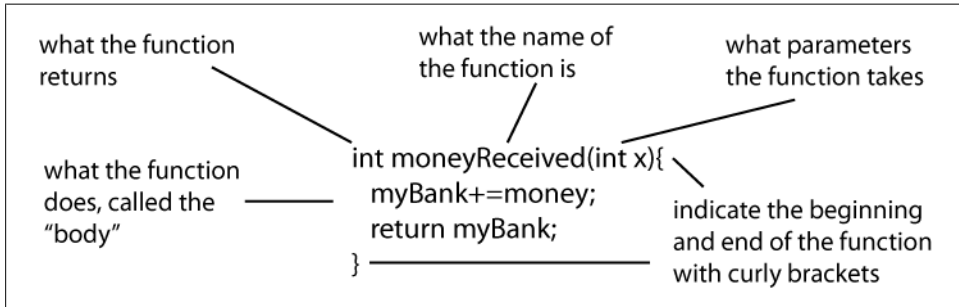 what the function
returns
what the name of
the function is
what parameters
the function takes
int moneyReceived(int x){
myBank+=money;
return myBank;
}
what the function
does, called the
“body”
indicate the beginning
and end of the function
with curly brackets